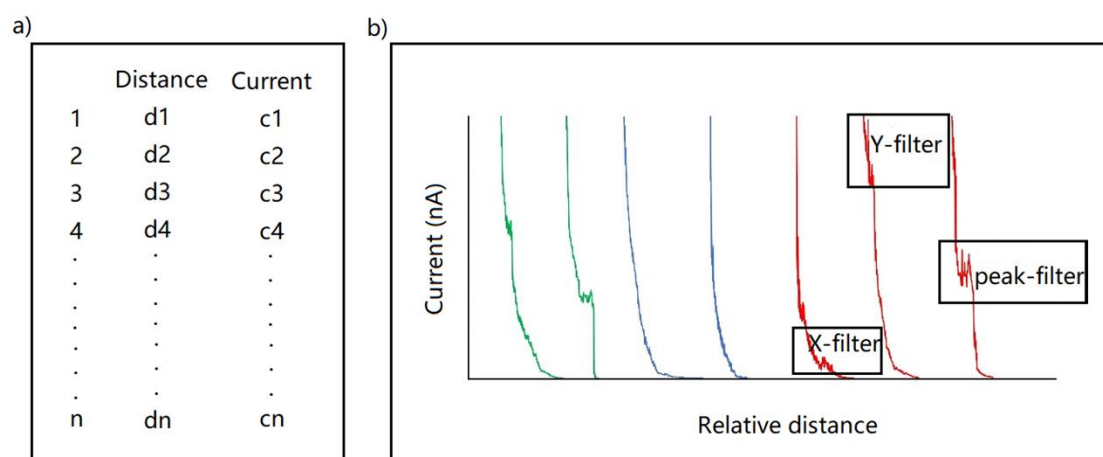 a)
Distance Current
1 d1 c1
2 d2 c2
3 d3 c3
4 d4 c4
. . .
. . .
. . .
. . .
. . .
. . .
. . .
n dn cn
b)
Y-filter
peak-filter
X-filter
Current (nA)
Relative distance